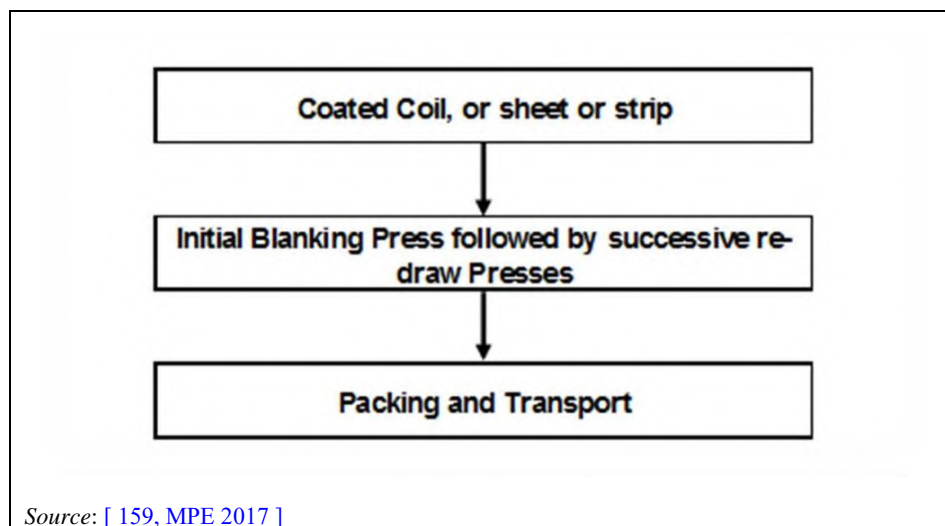 Coated Coil, or sheet or strip
Initial Blanking Press followed by successive re-
draw Presses
Packing and Transport
Source: [ 159, MPE 2017 ]